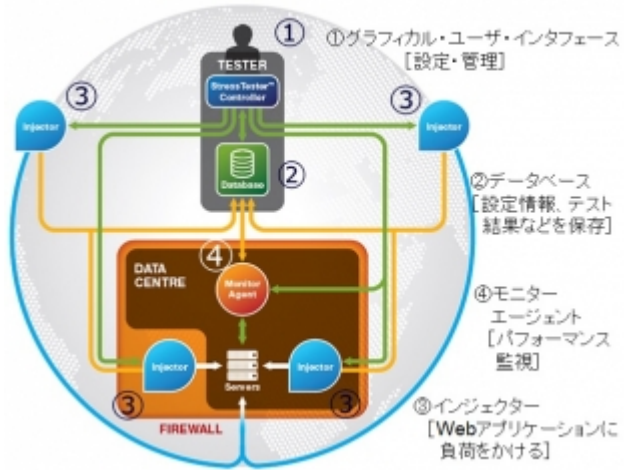 ①
①グラフィカル・ユーザ・インタフェース
[設定・管理]
TESTER
StressTester™
Controller
③
Injector
③
Injector
Database
②
②データベース
[設定情報、テスト
結果などを保存]
④
DATA
CENTRE
Monitor
Agent
④モニター
エージェント
[パフォーマンス
監視]
Injector
③
Servers
Injector
③
FIREWALL
③インジェクター
[Webアプリケーションに
負荷をかける]